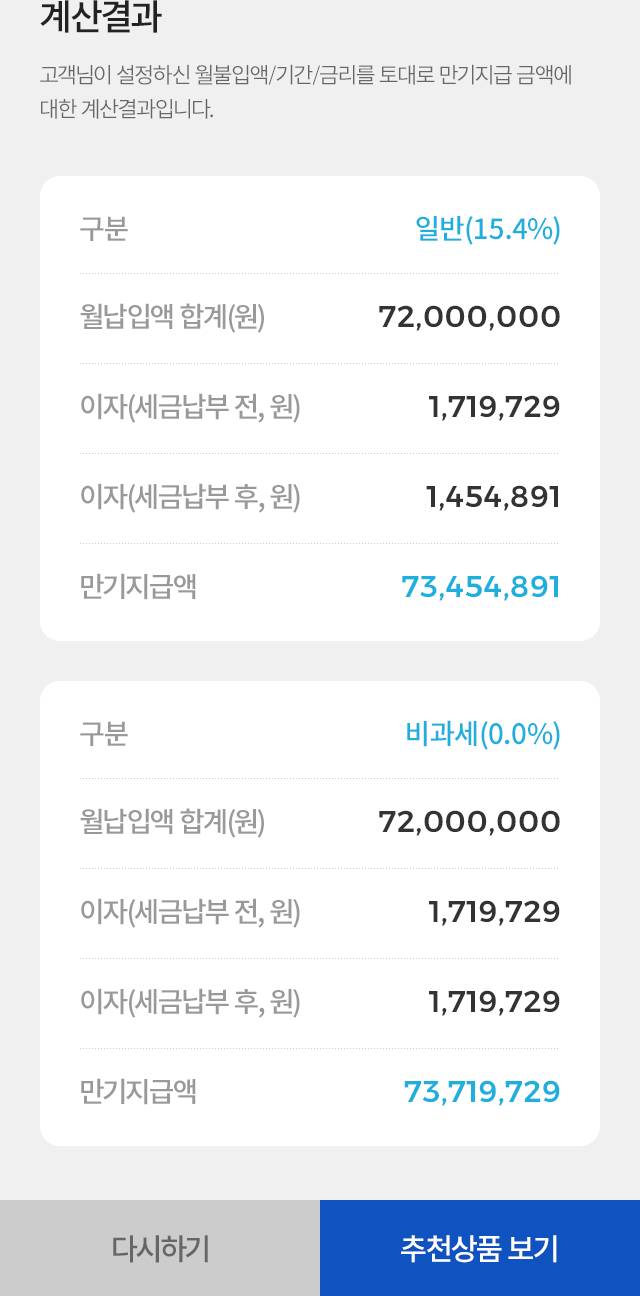 계산결과
고객님이 설정하신 월불입액/기간/금리를 토대로 만기지급 금액에
대한 계산결과입니다.
구분 일반(15.4%)
월납입액 합계(원) 72,000,000
이자(세금납부 전, 원) 1,719,729
이자(세금납부 후, 원) 1,454,891
만기지급액 73,454,891
구분 비과세(0.0%)
월납입액 합계(원) 72,000,000
이자(세금납부 전, 원) 1,719,729
이자(세금납부 후, 원) 1,719,729
만기지급액 73,719,729
다시하기 추천상품 보기